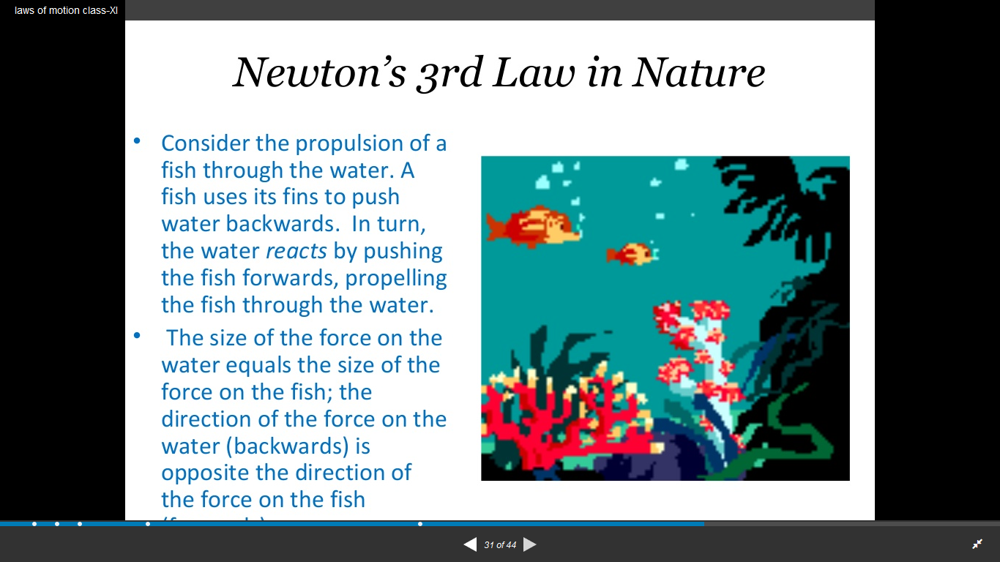 laws of motion class-XI
Newton’s 3rd Law in Nature
• Consider the propulsion of a
fish through the water. A
fish uses its fins to push
water backwards.  In turn,
the water reacts by pushing
the fish forwards, propelling
the fish through the water.
• The size of the force on the
water equals the size of the
force on the fish; the
direction of the force on the
water (backwards) is
opposite the direction of
the force on the fish
31 of 44